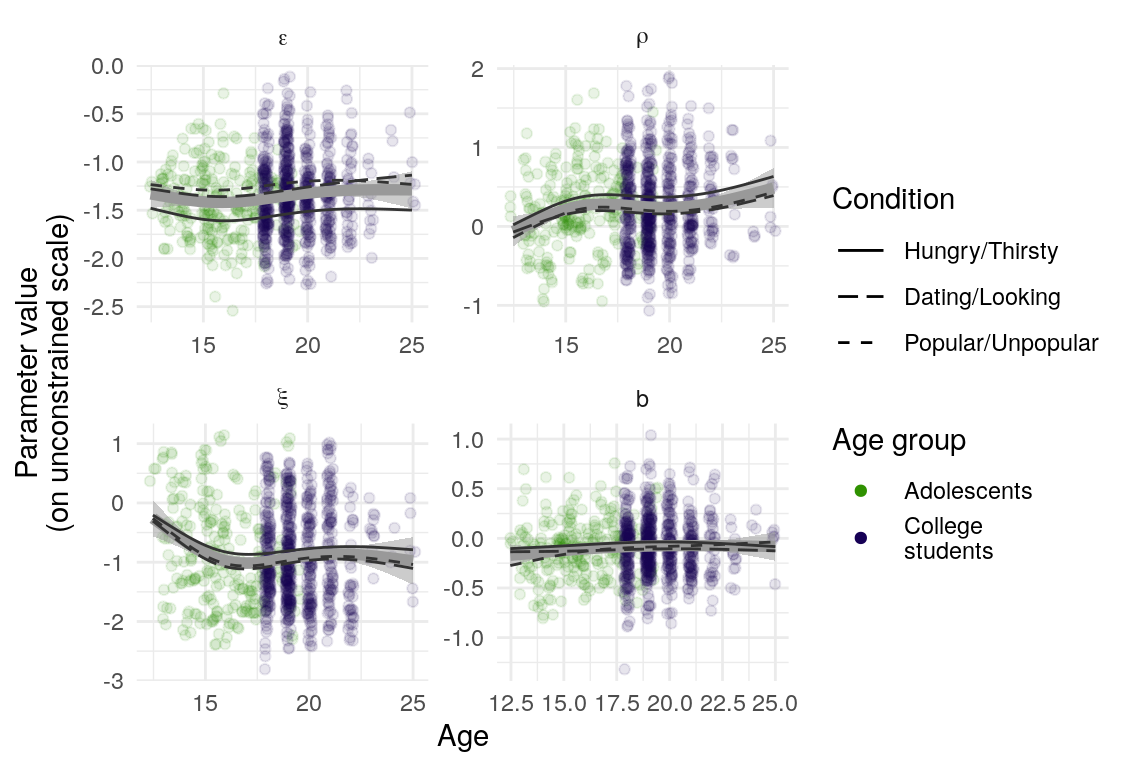 ε
ρ
0.0
-0.5
-1.0
-1.5
-2.0
-2.5
15
20
25
2
1
0
-1
15
20
25
ξ
b
1
0
-1
-2
-3
15
20
25
1.0
0.5
0.0
-0.5
-1.0
12.5 15.0 17.5 20.0 22.5 25.0
Parameter value
(on unconstrained scale)
Age
Condition
Hungry/Thirsty
Dating/Looking
Popular/Unpopular
Age group
Adolescents
College
students